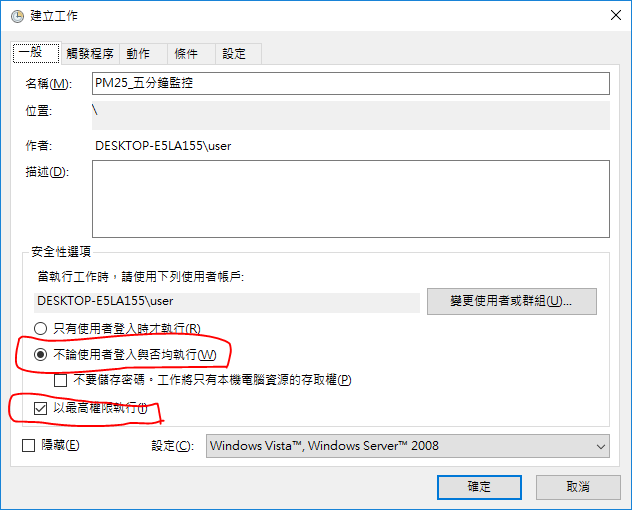 建立工作
一般 觸發程序 動作 條件 設定
名稱(M): PM25_五分鐘監控
位置: \
作者: DESKTOP-E5LA155\user
描述(D):
安全性選項
當執行工作時，請使用下列使用者帳戶:
DESKTOP-E5LA155\user 變更使用者或群組(U)...
只有使用者登入時才執行(R)
不論使用者登入與否均執行(W)
不要儲存密碼。工作將只有本機電腦資源的存取權(P)
以最高權限執行(I)
隱藏(E) 設定(C): Windows Vista™, Windows Server™ 2008
確定 取消